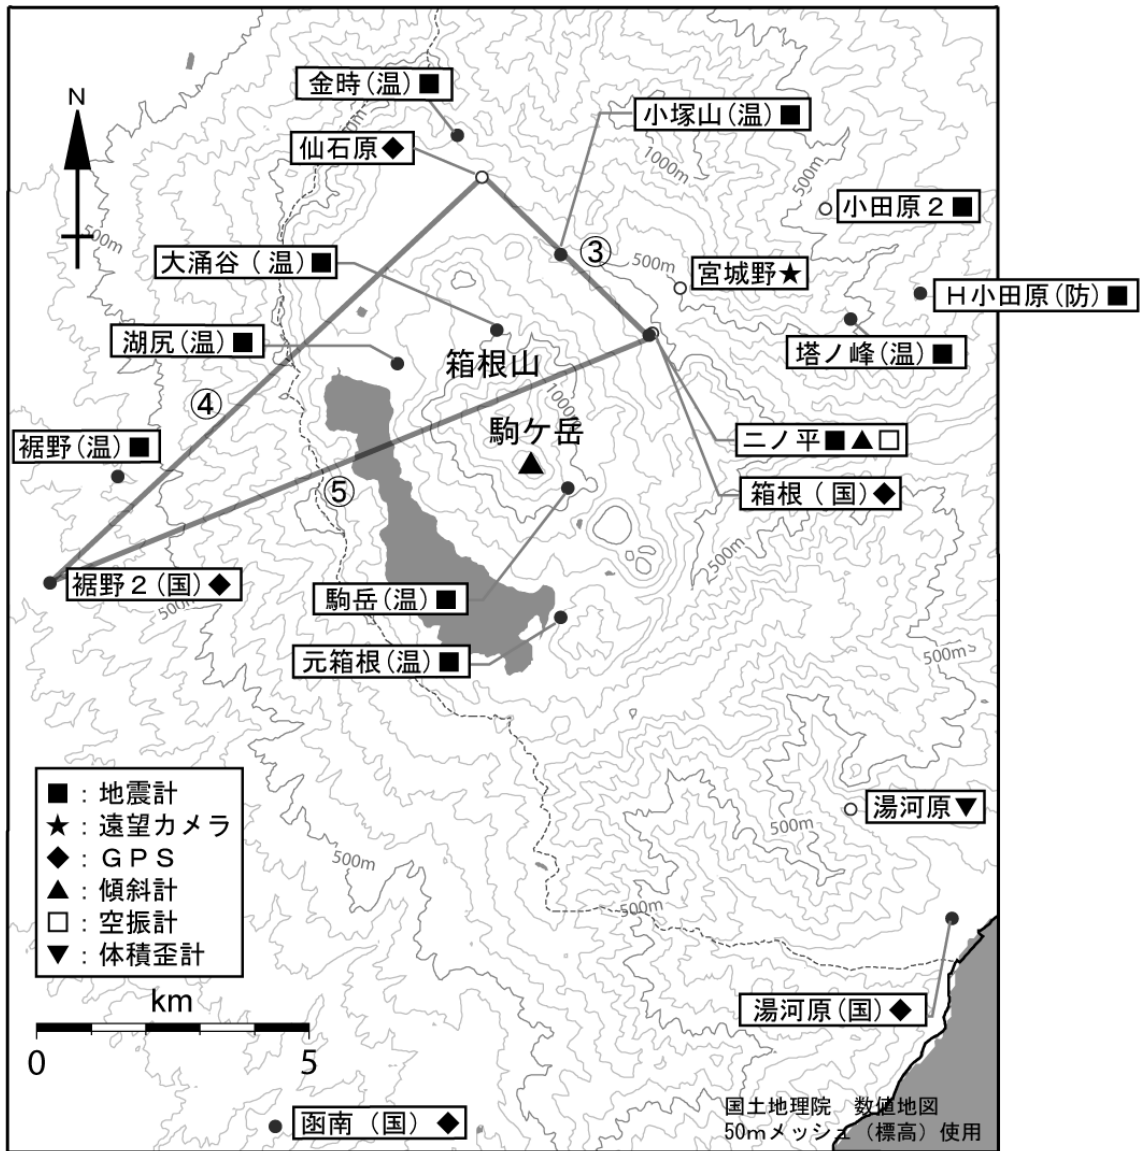 金時(温)■
小塚山(温)■
N
仙石原◆
1000m
500m
小田原２■
500m
③
500m
宮城野★
大涌谷（温)■
Ｈ小田原(防)■
湖尻(温)■
箱根山
塔ノ峰(温)■
④
1000m
駒ケ岳
裾野(温)■
二ノ平■▲□
⑤
箱根（国)◆
500m
裾野２(国)◆
500m
駒岳(温)■
元箱根(温)■
500m
■：地震計
★：遠望カメラ
◆：ＧＰＳ
▲：傾斜計
□：空振計
▼：体積歪計
湯河原▼
500m
500m
500m
km
0 5
湯河原(国)◆
函南（国）◆
国土地理院　数値地図
50mメッシュ（標高）使用